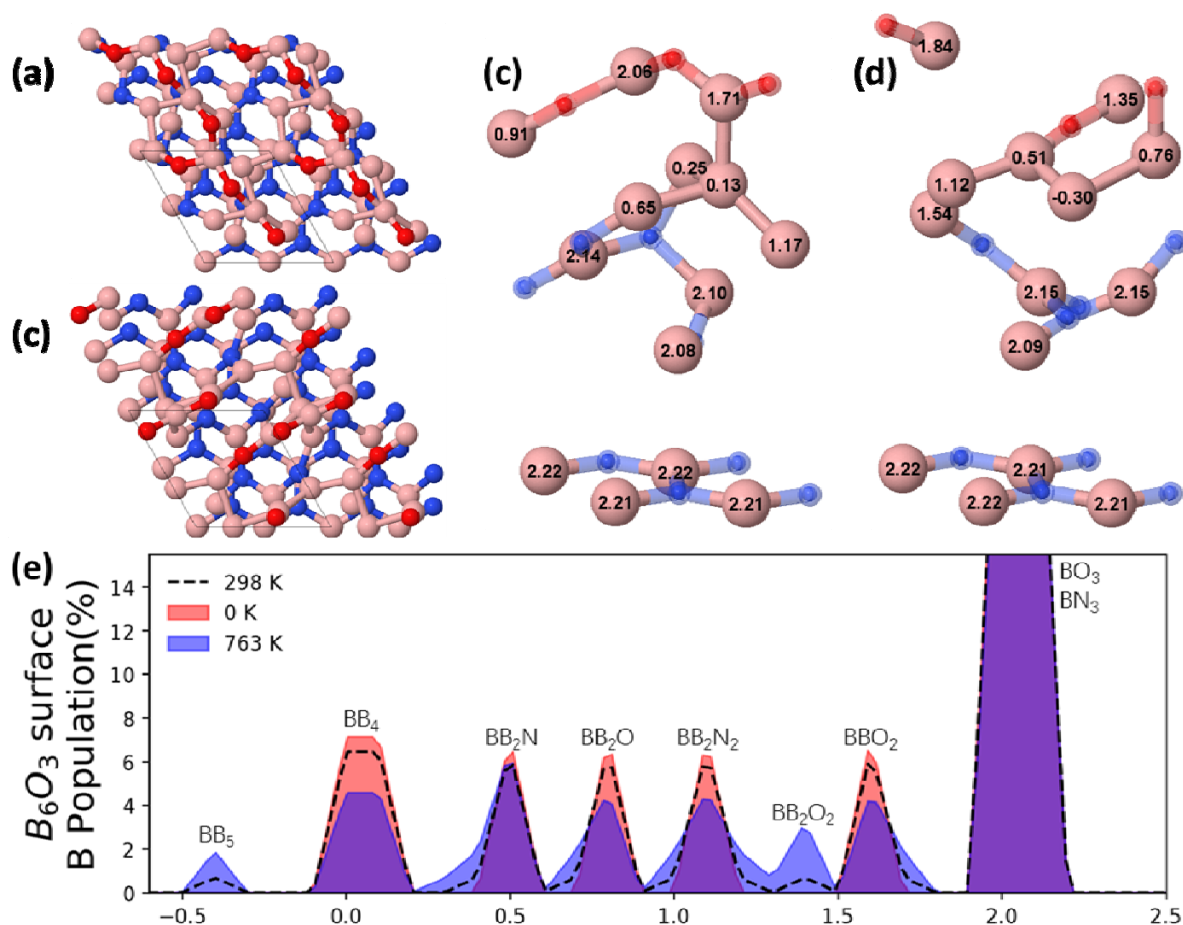 (a)
(c)
(d)
2.06
1.71
0.91
0.25
0.13
0.65
1.17
2.14
2.10
2.08
1.84
1.35
0.51
0.76
1.12
-0.30
1.54
2.15
2.15
2.09
(c)
2.22
2.22
2.21
2.21
2.22
2.21
2.22
2.21
(e)
B6O3 surface
B Population(%)
14
12
10
8
6
4
2
0
298 K
0 K
763 K
BB5
BB4
BB2N
BB2O
BB2N2
BB2O2
BBO2
BO3
BN3
−0.5
0.0
0.5
1.0
1.5
2.0
2.5